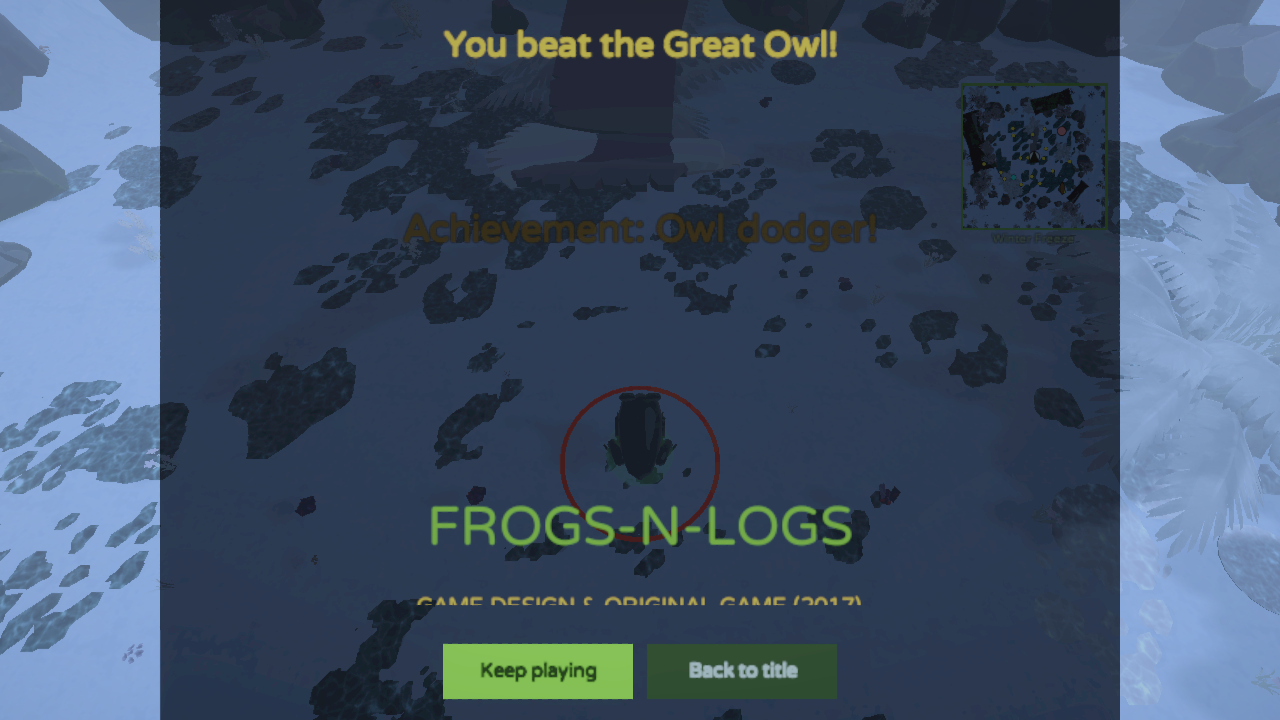 You beat the Great Owl!
Achievement: Owl dodger!
FROGS-N-LOGS
GAME DESIGN & ORIGINAL GAME (2017)
Keep playing
Back to title